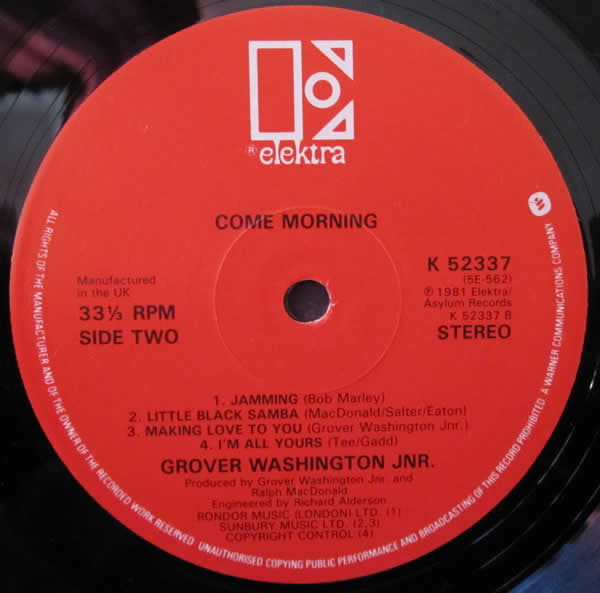 ® elektra
COME MORNING
Manufactured
in the UK
33⅓ RPM
SIDE TWO
K 52337
(5E-562)
℗ 1981 Elektra/
Asylum Records
K 52337 B
STEREO
1. JAMMING (Bob Marley)
2. LITTLE BLACK SAMBA (MacDonald/Salter/Eaton)
3. MAKING LOVE TO YOU (Grover Washington Jnr.)
4. I'M ALL YOURS (Tee/Gadd)
GROVER WASHINGTON JNR.
Produced by Grover Washington Jnr. and
Ralph MacDonald
Engineered by Richard Alderson
RONDOR MUSIC (LONDON) LTD. (1)
SUNBURY MUSIC LTD. (2,3)
COPYRIGHT CONTROL (4)
ALL RIGHTS OF THE MANUFACTURER AND OF THE OWNER OF THE RECORDED WORK RESERVED UNAUTHORISED COPYING PUBLIC PERFORMANCE AND BROADCASTING OF THIS RECORD PROHIBITED A WARNER COMMUNICATIONS COMPANY